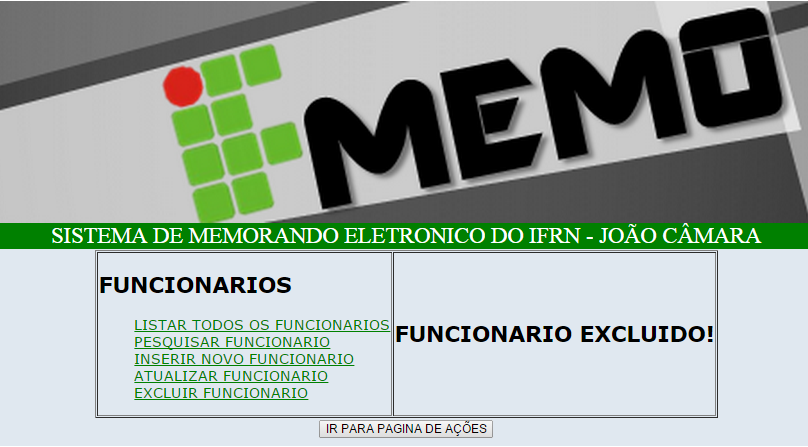 MEMO
SISTEMA DE MEMORANDO ELETRONICO DO IFRN - JOÃO CÂMARA
FUNCIONARIOS
LISTAR TODOS OS FUNCIONARIOS
PESQUISAR FUNCIONARIO
INSERIR NOVO FUNCIONARIO
ATUALIZAR FUNCIONARIO
EXCLUIR FUNCIONARIO
FUNCIONARIO EXCLUIDO!
IR PARA PAGINA DE AÇÕES